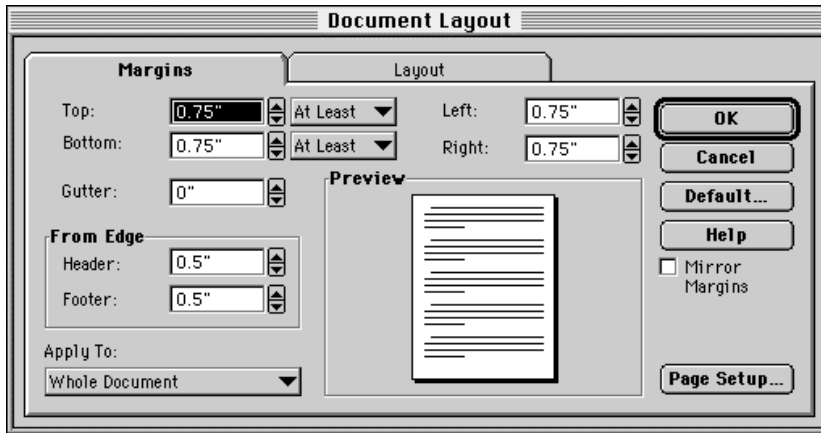 Document Layout
Margins
Layout
Top:
0.75"
At Least
Left:
0.75"
OK
Bottom:
0.75"
At Least
Right:
0.75"
Cancel
Gutter:
0"
Preview
Default...
From Edge
Help
Header:
0.5"
Mirror
Margins
Footer:
0.5"
Apply To:
Whole Document
Page Setup...